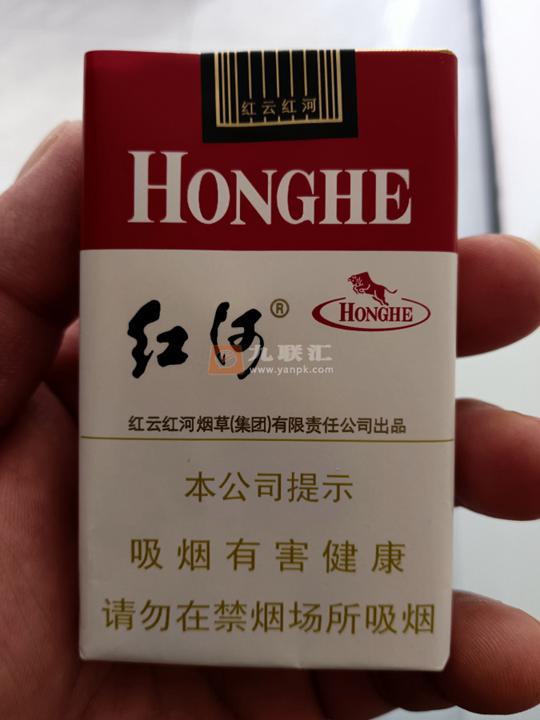 红云红河
HONGHE
红河®
HONGHE
九联汇
www.yanpk.com
红云红河烟草(集团)有限责任公司出品
本公司提示
吸烟有害健康
请勿在禁烟场所吸烟